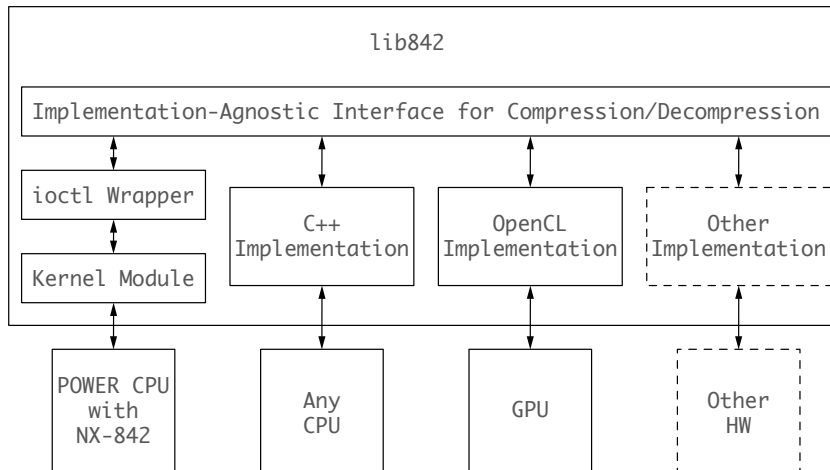 lib842
Implementation-Agnostic Interface for Compression/Decompression
ioctl Wrapper
Kernel Module
C++
Implementation
OpenCL
Implementation
Other
Implementation
POWER CPU
with
NX-842
Any
CPU
GPU
Other
HW